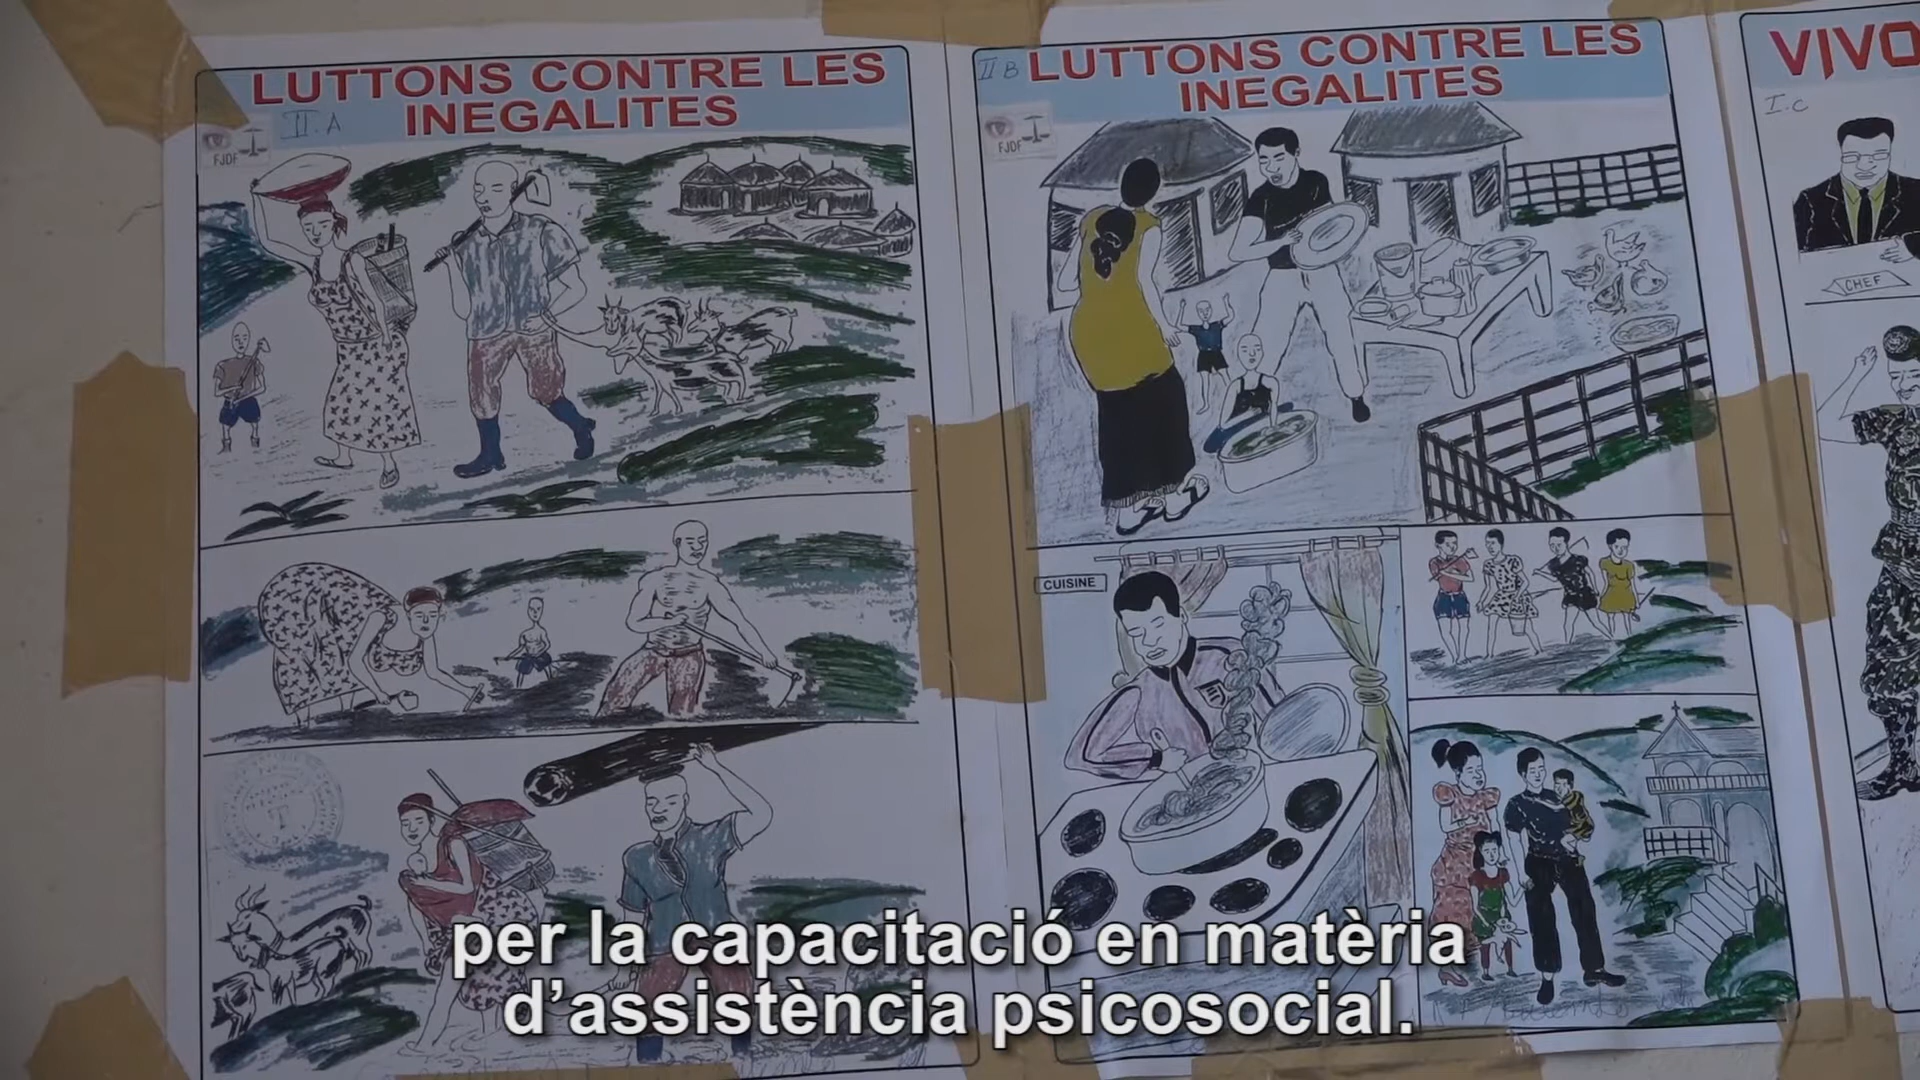 LUTTONS CONTRE LES
INEGALITES
II.A
FJDF
II B
LUTTONS CONTRE LES
INEGALITES
FJDF
CUISINE
VIVO
I.C
CHEF
per la capacitació en matèria
d’assistència psicosocial.